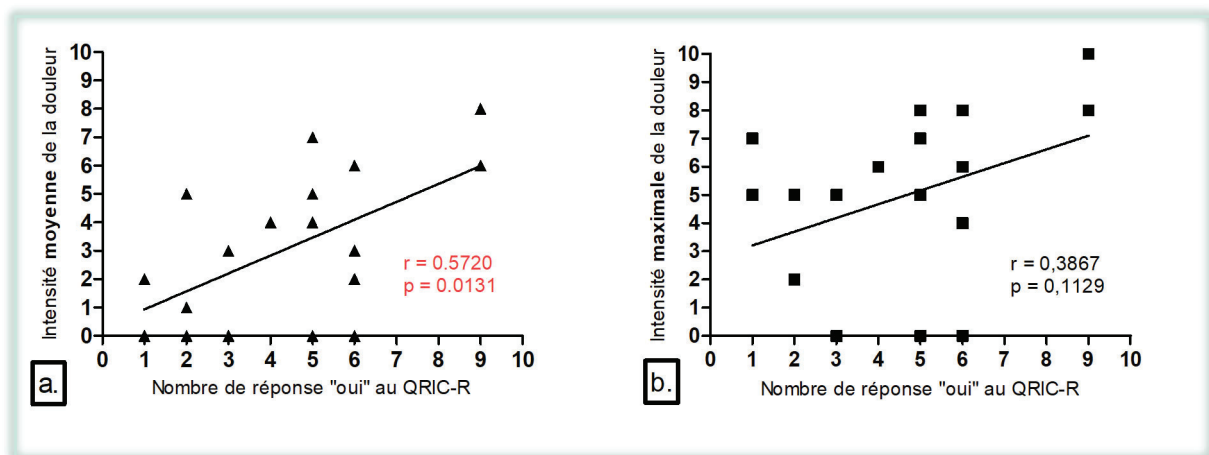 Intensité moyenne de la douleur
10
9
8
7
6
5
4
3
2
1
0
0 1 2 3 4 5 6 7 8 9 10
r = 0.5720
p = 0.0131
a.
Nombre de réponse "oui" au QRIC-R
Intensité maximale de la douleur
10
9
8
7
6
5
4
3
2
1
0
0 1 2 3 4 5 6 7 8 9 10
r = 0,3867
p = 0,1129
b.
Nombre de réponse "oui" au QRIC-R